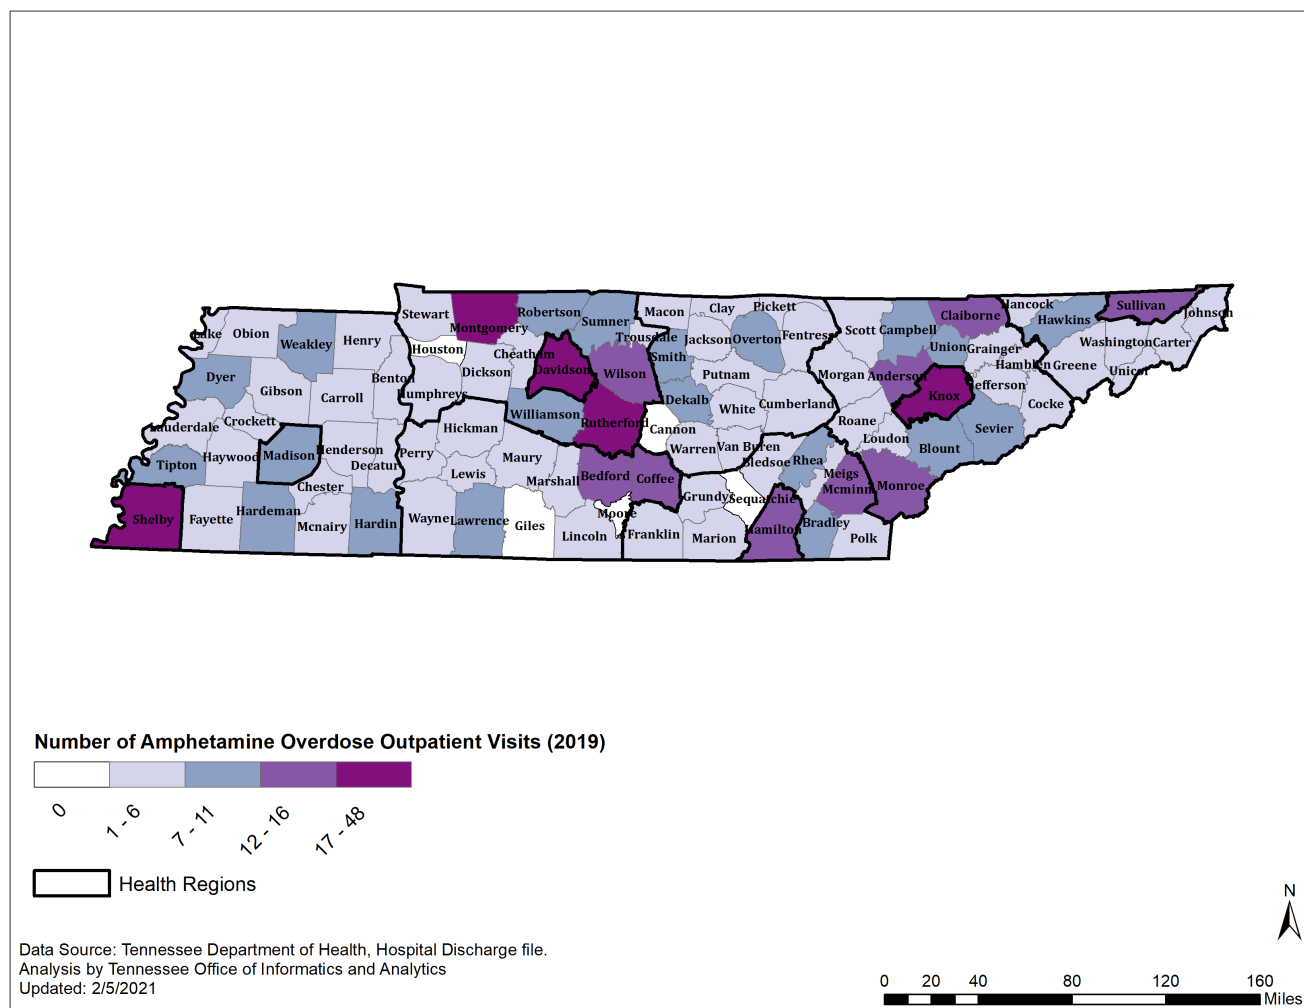 Stewart
Montgomery
Robertson
Sumner
Macon
Clay
Pickett
Hancock
Sullivan
Johnson
Lake
Obion
Weakley
Henry
Houston
Cheatham
Trousdale
Jackson
Overton
Fentress
Scott
Campbell
Claiborne
Hawkins
Union
Grainger
Washington
Carter
Dyer
Gibson
Carroll
Benton
Humphreys
Dickson
Davidson
Wilson
Smith
Putnam
Morgan
Anderson
Hamblen
Greene
Unicoi
Knox
Jefferson
Cocke
Lauderdale
Crockett
Williamson
Rutherford
Dekalb
White
Cumberland
Roane
Loudon
Sevier
Tipton
Haywood
Madison
Henderson
Decatur
Perry
Hickman
Maury
Cannon
Warren
Van Buren
Bledsoe
Rhea
Blount
Chester
Lewis
Marshall
Bedford
Coffee
Meigs
Mcminn
Monroe
Shelby
Fayette
Hardeman
Mcnairy
Hardin
Wayne
Lawrence
Giles
Moore
Lincoln
Grundy
Sequatchie
Franklin
Marion
Hamilton
Bradley
Polk
Number of Amphetamine Overdose Outpatient Visits (2019)
0
1 - 6
7 - 11
12 - 16
17 - 48
Health Regions
Data Source: Tennessee Department of Health, Hospital Discharge file.
Analysis by Tennessee Office of Informatics and Analytics
Updated: 2/5/2021
N
0 20 40 80 120 160
Miles